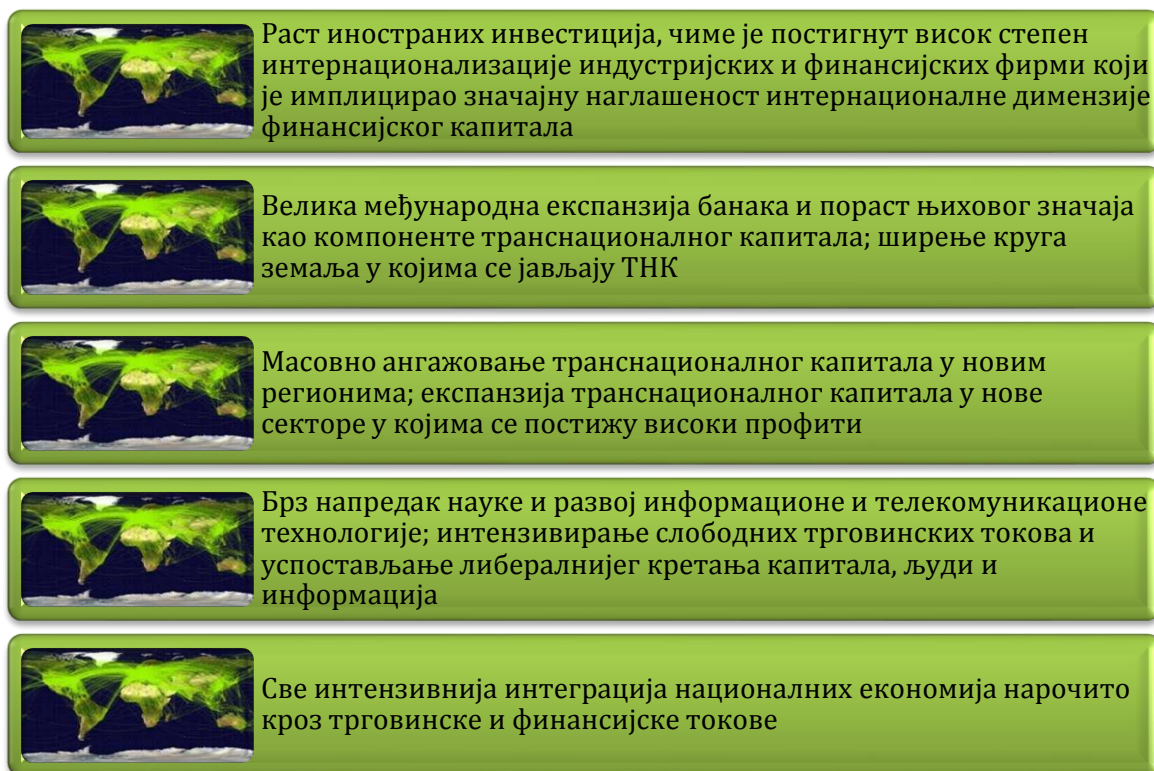 Раст иностраних инвестиција, чиме је постигнут висок степен
интернационализације индустријских и финансијских фирми који
је имплицирао значајну наглашеност интернационалне димензије
финансијског капитала
Велика међународна експанзија банака и пораст њиховог значаја
као компоненте транснационалног капитала; ширење круга
земаља у којима се јављају ТНК
Масовно ангажовање транснационалног капитала у новим
регионима; експанзија транснационалног капитала у нове
секторе у којима се постижу високи профити
Брз напредак науке и развој информационе и телекомуникационе
технологије; интензивирање слободних трговинских токова и
успостављање либералнијег кретања капитала, људи и
информација
Све интензивнија интеграција националних економија нарочито
кроз трговинске и финансијске токове